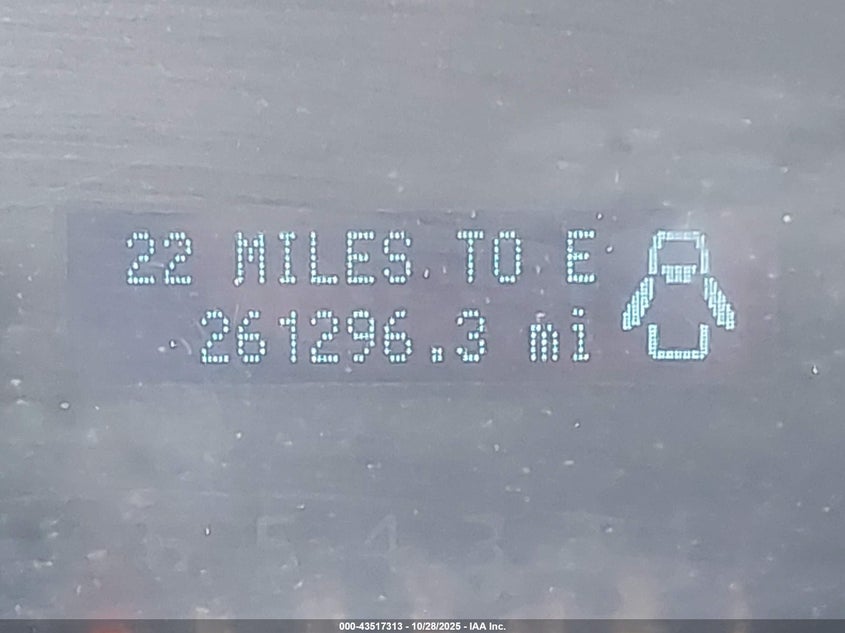 22 MILES TO E
261296.3 mi
000-43517313 - 10/28/2025 - IAA Inc.